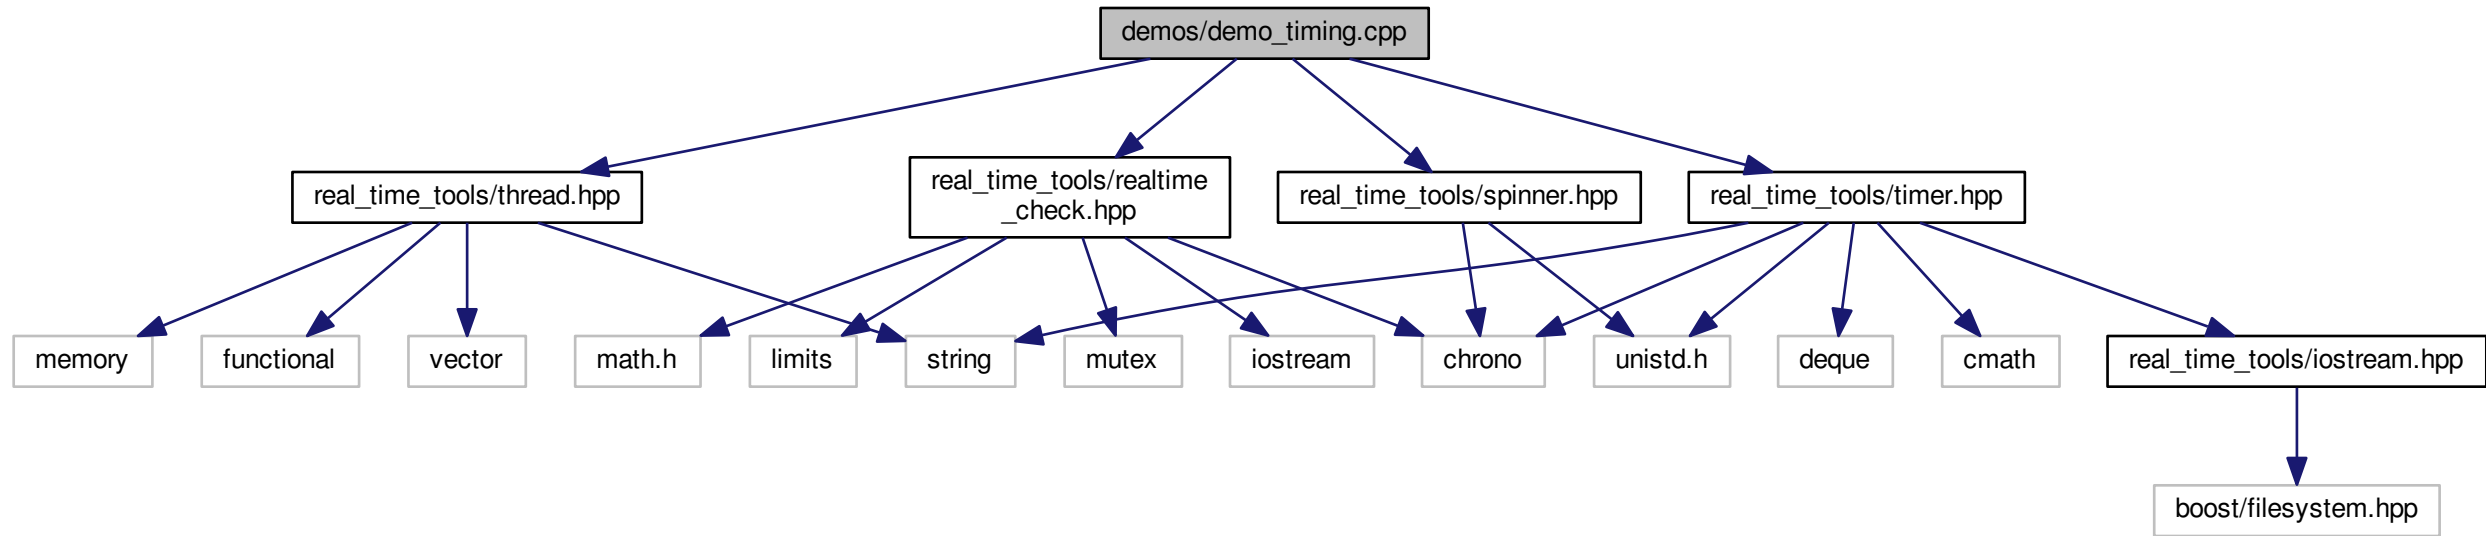 demos/demo_timing.cpp
real_time_tools/thread.hpp
real_time_tools/realtime
_check.hpp
real_time_tools/spinner.hpp
real_time_tools/timer.hpp
memory
functional
vector
math.h
limits
string
mutex
iostream
chrono
unistd.h
deque
cmath
real_time_tools/iostream.hpp
boost/filesystem.hpp